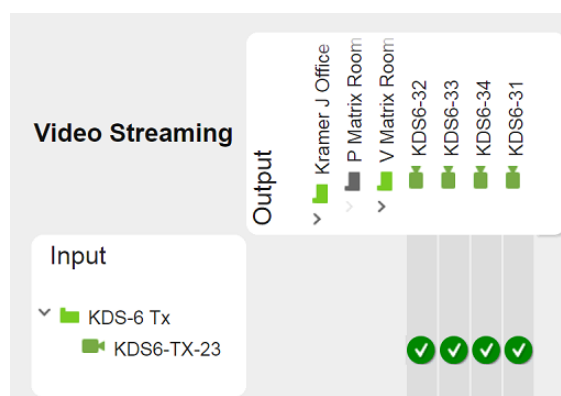 Video Streaming
Output
Kramer J Office
P Matrix Room
V Matrix Room
KDS6-32
KDS6-33
KDS6-34
KDS6-31
Input
KDS-6 Tx
KDS6-TX-23